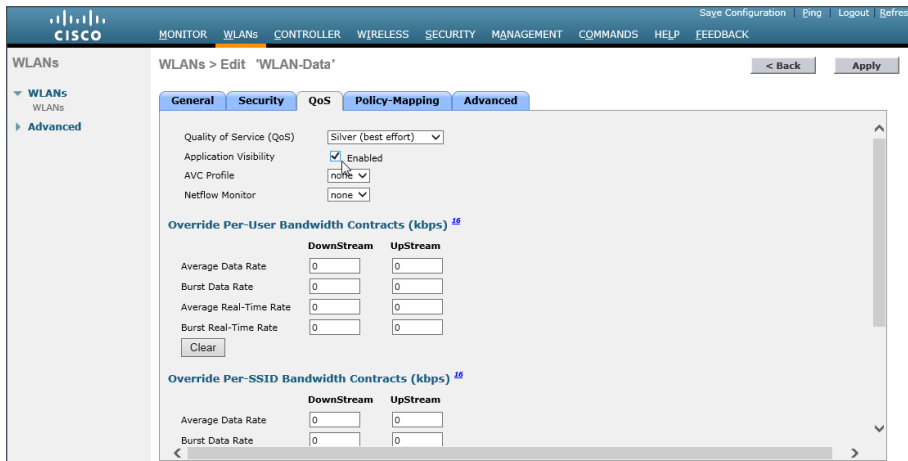 Save Configuration | Ping | Logout | Refres
CISCO
MONITOR WLANs CONTROLLER WIRELESS SECURITY MANAGEMENT COMMANDS HELP FEEDBACK
WLANs
WLANs
WLANs
Advanced
WLANs > Edit 'WLAN-Data'
< Back
Apply
General Security QoS Policy-Mapping Advanced
Quality of Service (QoS) Silver (best effort)
Application Visibility Enabled
AVC Profile none
Netflow Monitor none
Override Per-User Bandwidth Contracts (kbps) 16
DownStream UpStream
Average Data Rate 0 0
Burst Data Rate 0 0
Average Real-Time Rate 0 0
Burst Real-Time Rate 0 0
Clear
Override Per-SSID Bandwidth Contracts (kbps) 16
DownStream UpStream
Average Data Rate 0 0
Burst Data Rate 0 0